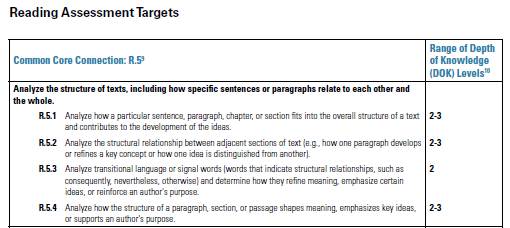 Reading Assessment Targets
Common Core Connection: R.5⁹
Range of Depth
of Knowledge
(DOK) Levels¹⁰
Analyze the structure of texts, including how specific sentences or paragraphs relate to each other and
the whole.
R.5.1 Analyze how a particular sentence, paragraph, chapter, or section fits into the overall structure of a text 2-3
and contributes to the development of the ideas.
R.5.2 Analyze the structural relationship between adjacent sections of text (e.g., how one paragraph develops 2-3
or refines a key concept or how one idea is distinguished from another).
R.5.3 Analyze transitional language or signal words (words that indicate structural relationships, such as 2
consequently, nevertheless, otherwise) and determine how they refine meaning, emphasize certain
ideas, or reinforce an author's purpose.
R.5.4 Analyze how the structure of a paragraph, section, or passage shapes meaning, emphasizes key ideas, 2-3
or supports an author's purpose.